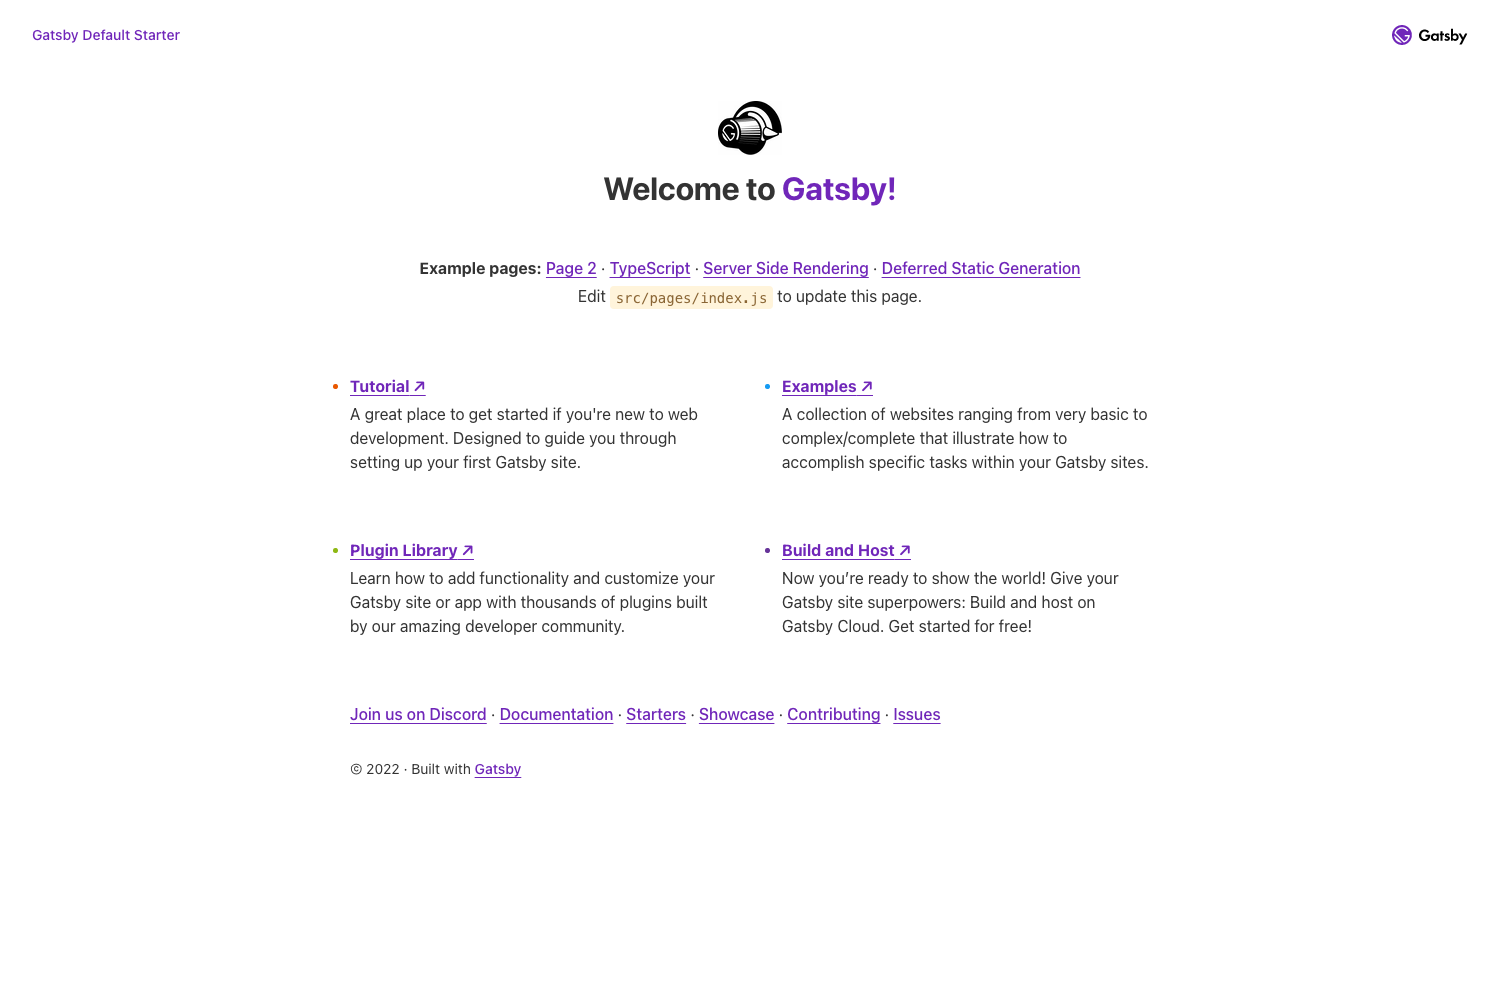 Gatsby Default Starter
Gatsby
Welcome to Gatsby!
Example pages: Page 2 · TypeScript · Server Side Rendering · Deferred Static Generation
Edit src/pages/index.js to update this page.
Tutorial ↗
A great place to get started if you're new to web
development. Designed to guide you through
setting up your first Gatsby site.
Examples ↗
A collection of websites ranging from very basic to
complex/complete that illustrate how to
accomplish specific tasks within your Gatsby sites.
Plugin Library ↗
Learn how to add functionality and customize your
Gatsby site or app with thousands of plugins built
by our amazing developer community.
Build and Host ↗
Now you’re ready to show the world! Give your
Gatsby site superpowers: Build and host on
Gatsby Cloud. Get started for free!
Join us on Discord · Documentation · Starters · Showcase · Contributing · Issues
© 2022 · Built with Gatsby